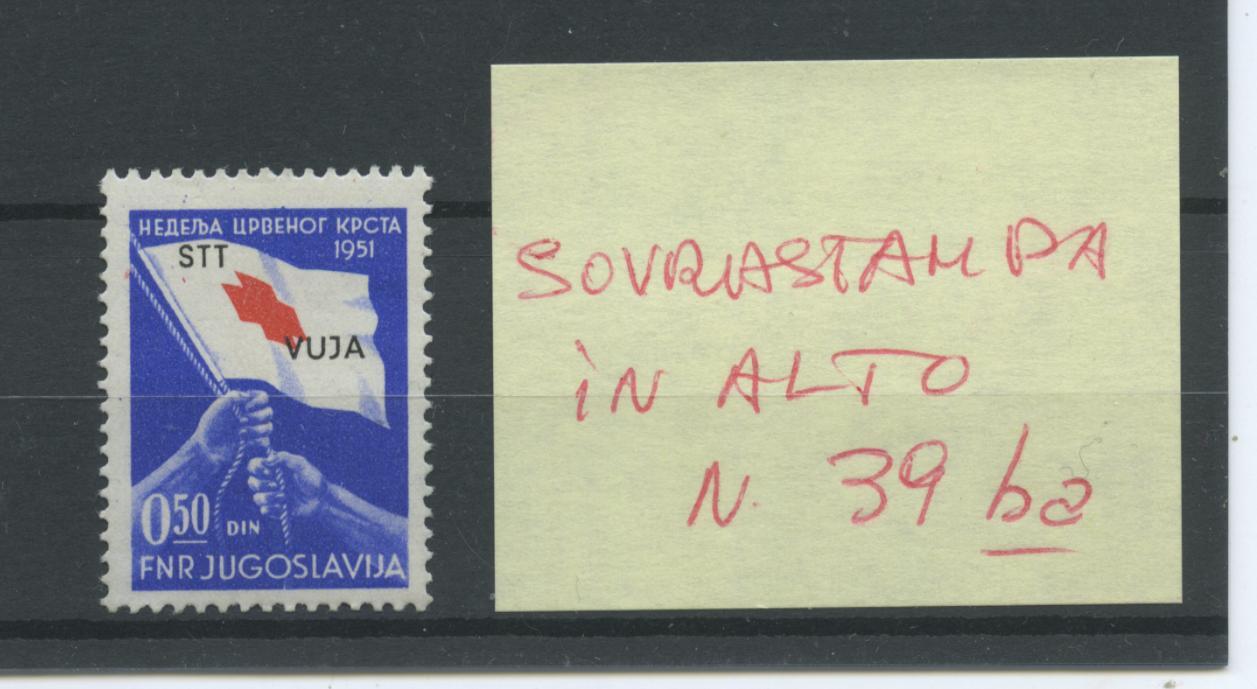 НЕДЕЉА ЦРВЕНОГ КРСТА
1951
STT
VUJA
0.50 DIN
FNR JUGOSLAVIJA
SOVRASTAMPA
iN ALTO
N. 39 ba